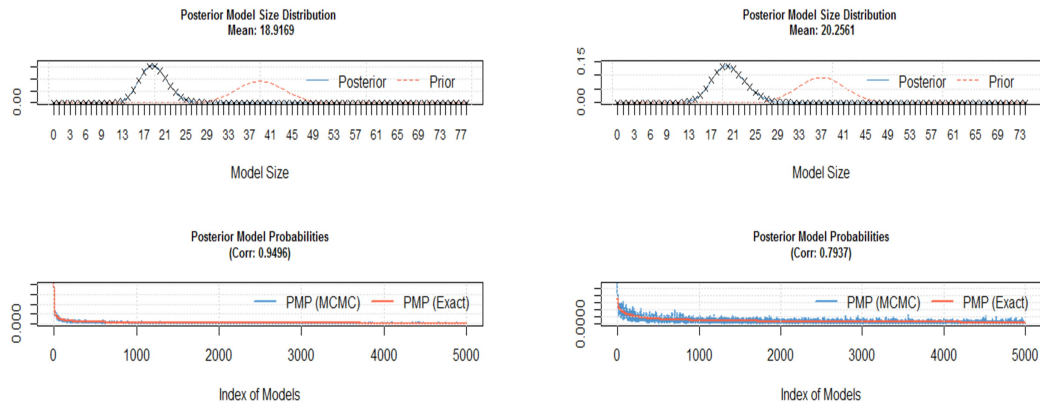 Posterior Model Size Distribution
Mean: 18.9169
0.00
Posterior Prior
0 3 6 9 13 17 21 25 29 33 37 41 45 49 53 57 61 65 69 73 77
Model Size
Posterior Model Size Distribution
Mean: 20.2561
0.00 0.15
Posterior Prior
0 3 6 9 13 17 21 25 29 33 37 41 45 49 53 57 61 65 69 73
Model Size
Posterior Model Probabilities
(Corr: 0.9496)
0.000
PMP (MCMC) PMP (Exact)
0 1000 2000 3000 4000 5000
Index of Models
Posterior Model Probabilities
(Corr: 0.7937)
0.0000
PMP (MCMC) PMP (Exact)
0 1000 2000 3000 4000 5000
Index of Models